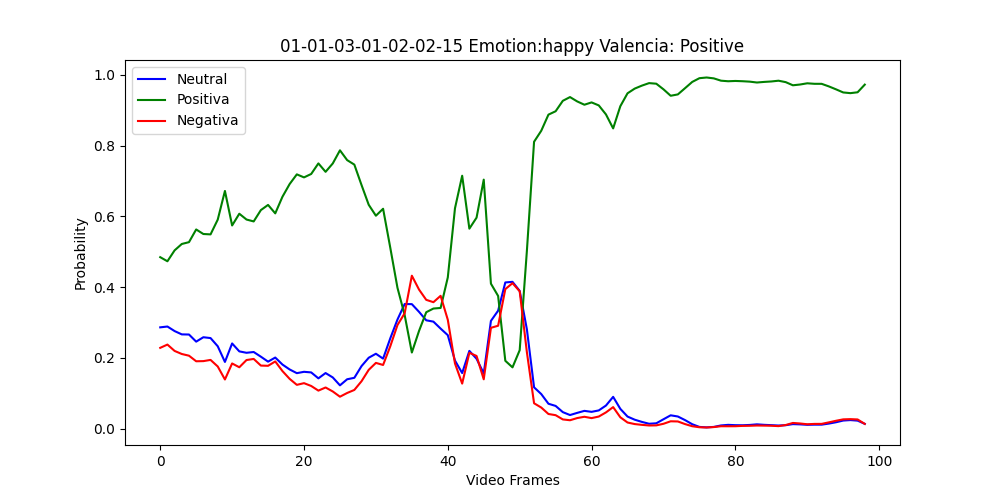 01-01-03-01-02-02-15 Emotion:happy Valencia: Positive
Neutral
Positiva
Negativa
1.0
0.8
0.6
0.4
0.2
0.0
Probability
0 20 40 60 80 100
Video Frames